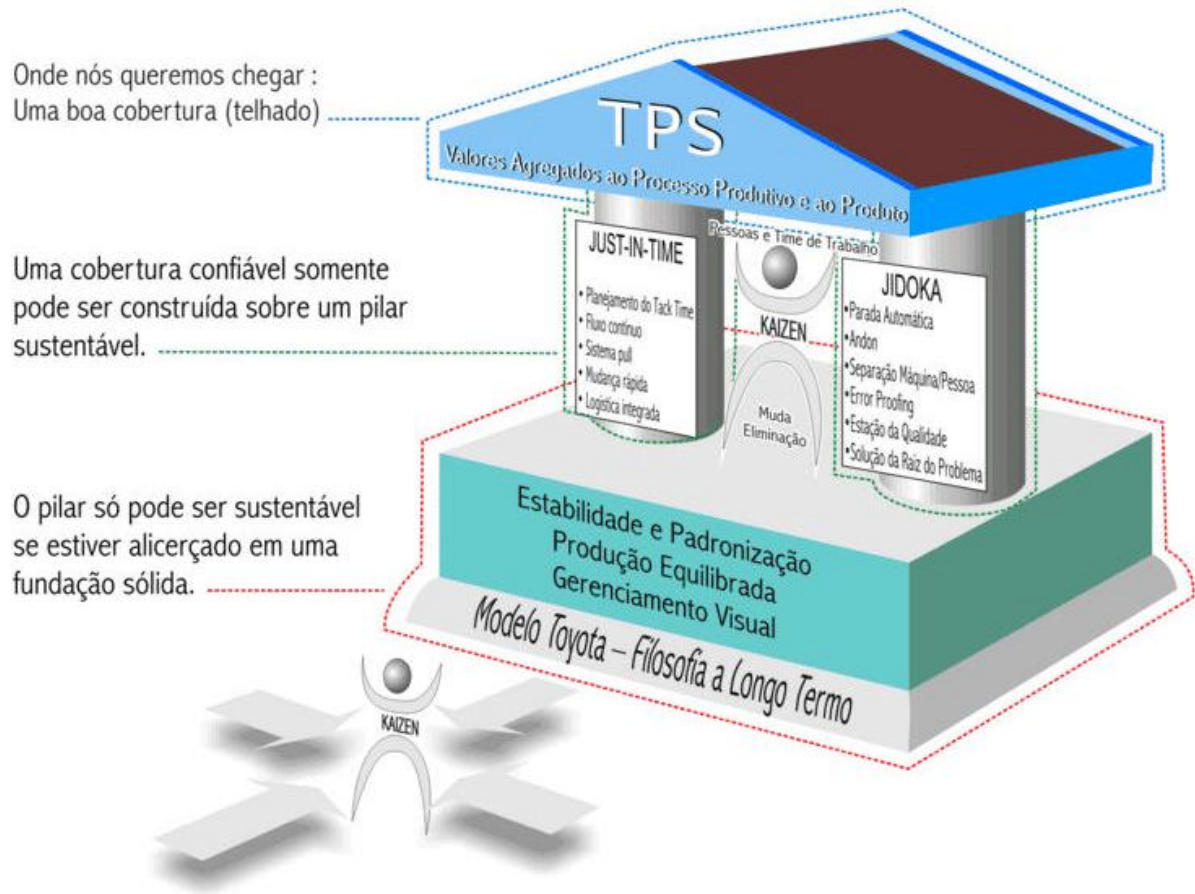 Onde nós queremos chegar :
Uma boa cobertura (telhado)
TPS
Valores Agregados ao Processo Produtivo e ao Produto
Uma cobertura confiável somente
pode ser construída sobre um pilar
sustentável.
JUST-IN-TIME
• Planejamento do Tack Time
• Fluxo contínuo
• Sistema pull
• Mudança rápida
• Logística integrada
Pessoas e Time de Trabalho
KAIZEN
Muda
Eliminação
JIDOKA
•Parada Automática
•Andon
•Separação Máquina/Pessoa
•Error Proofing
•Estação da Qualidade
•Solução da Raiz do Problema
O pilar só pode ser sustentável
se estiver alicerçado em uma
fundação sólida.
Estabilidade e Padronização
Produção Equilibrada
Gerenciamento Visual
Modelo Toyota – Filosofia a Longo Termo
KAIZEN